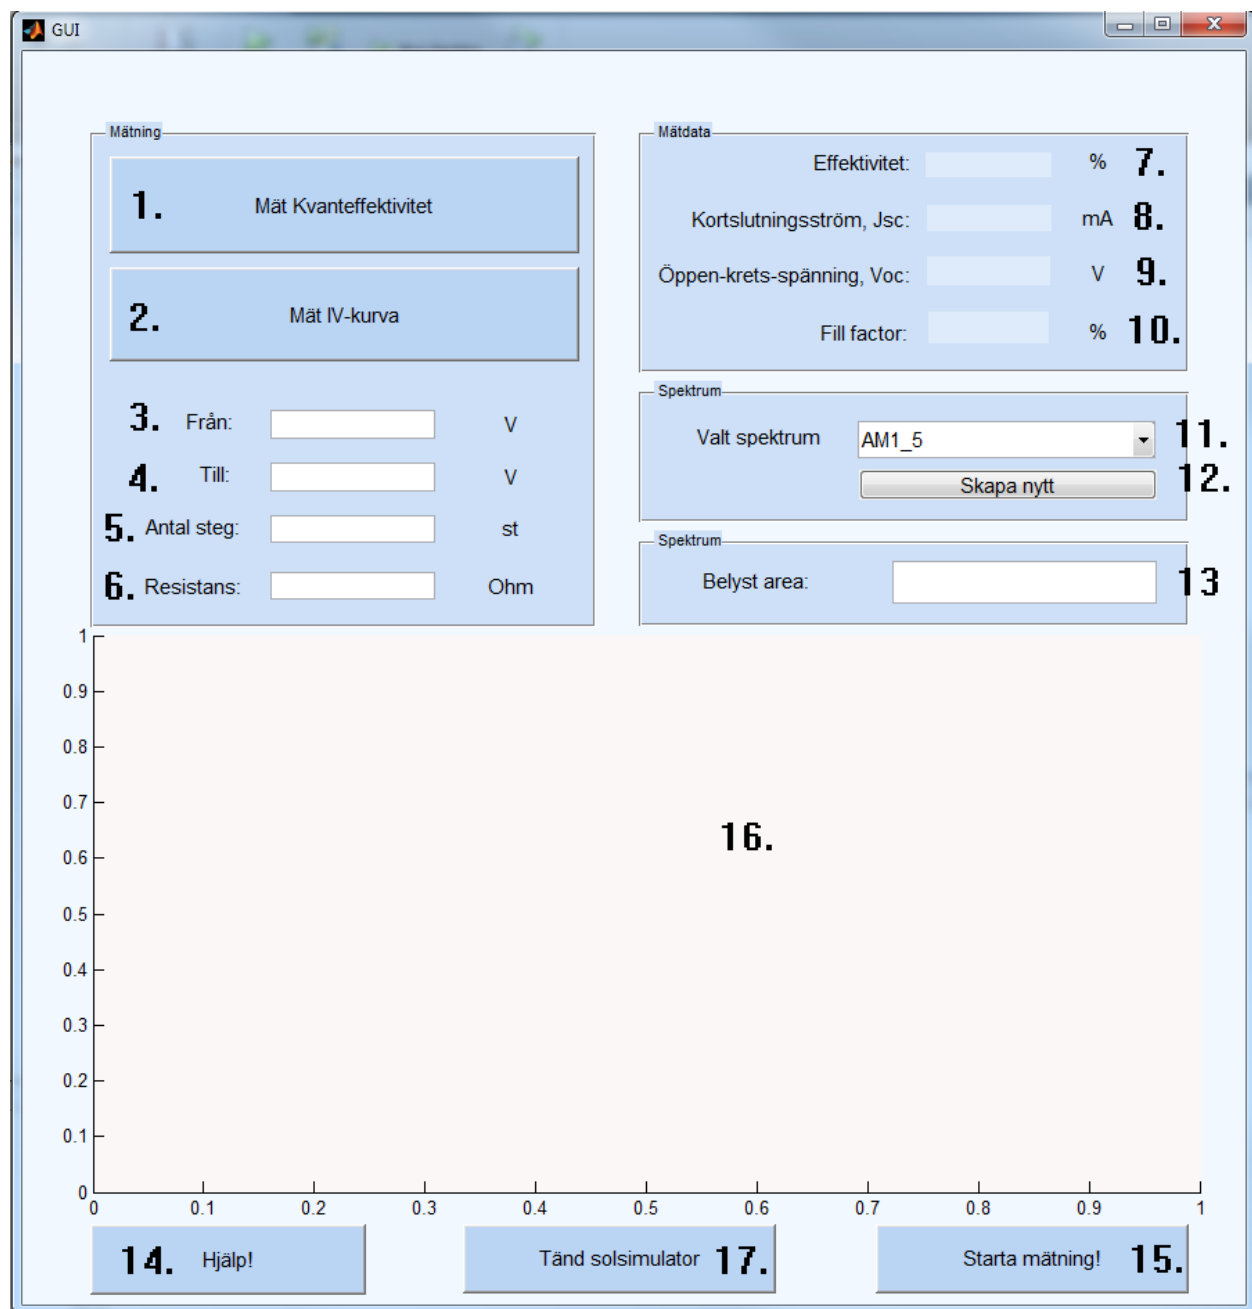 GUI
Mätning
1. Mät Kvanteffektivitet
2. Mät IV-kurva
3. Från: V
4. Till: V
5. Antal steg: st
6. Resistans: Ohm
Mätdata
Effektivitet: % 7.
Kortslutningsström, Jsc: mA 8.
Öppen-krets-spänning, Voc: V 9.
Fill factor: % 10.
Spektrum
Valt spektrum AM1_5 11.
Skapa nytt 12.
Spektrum
Belyst area: 13
1
0.9
0.8
0.7
0.6
0.5
0.4
0.3
0.2
0.1
0
16.
0 0.1 0.2 0.3 0.4 0.5 0.6 0.7 0.8 0.9 1
14. Hjälp!
Tänd solsimulator 17.
Starta mätning! 15.